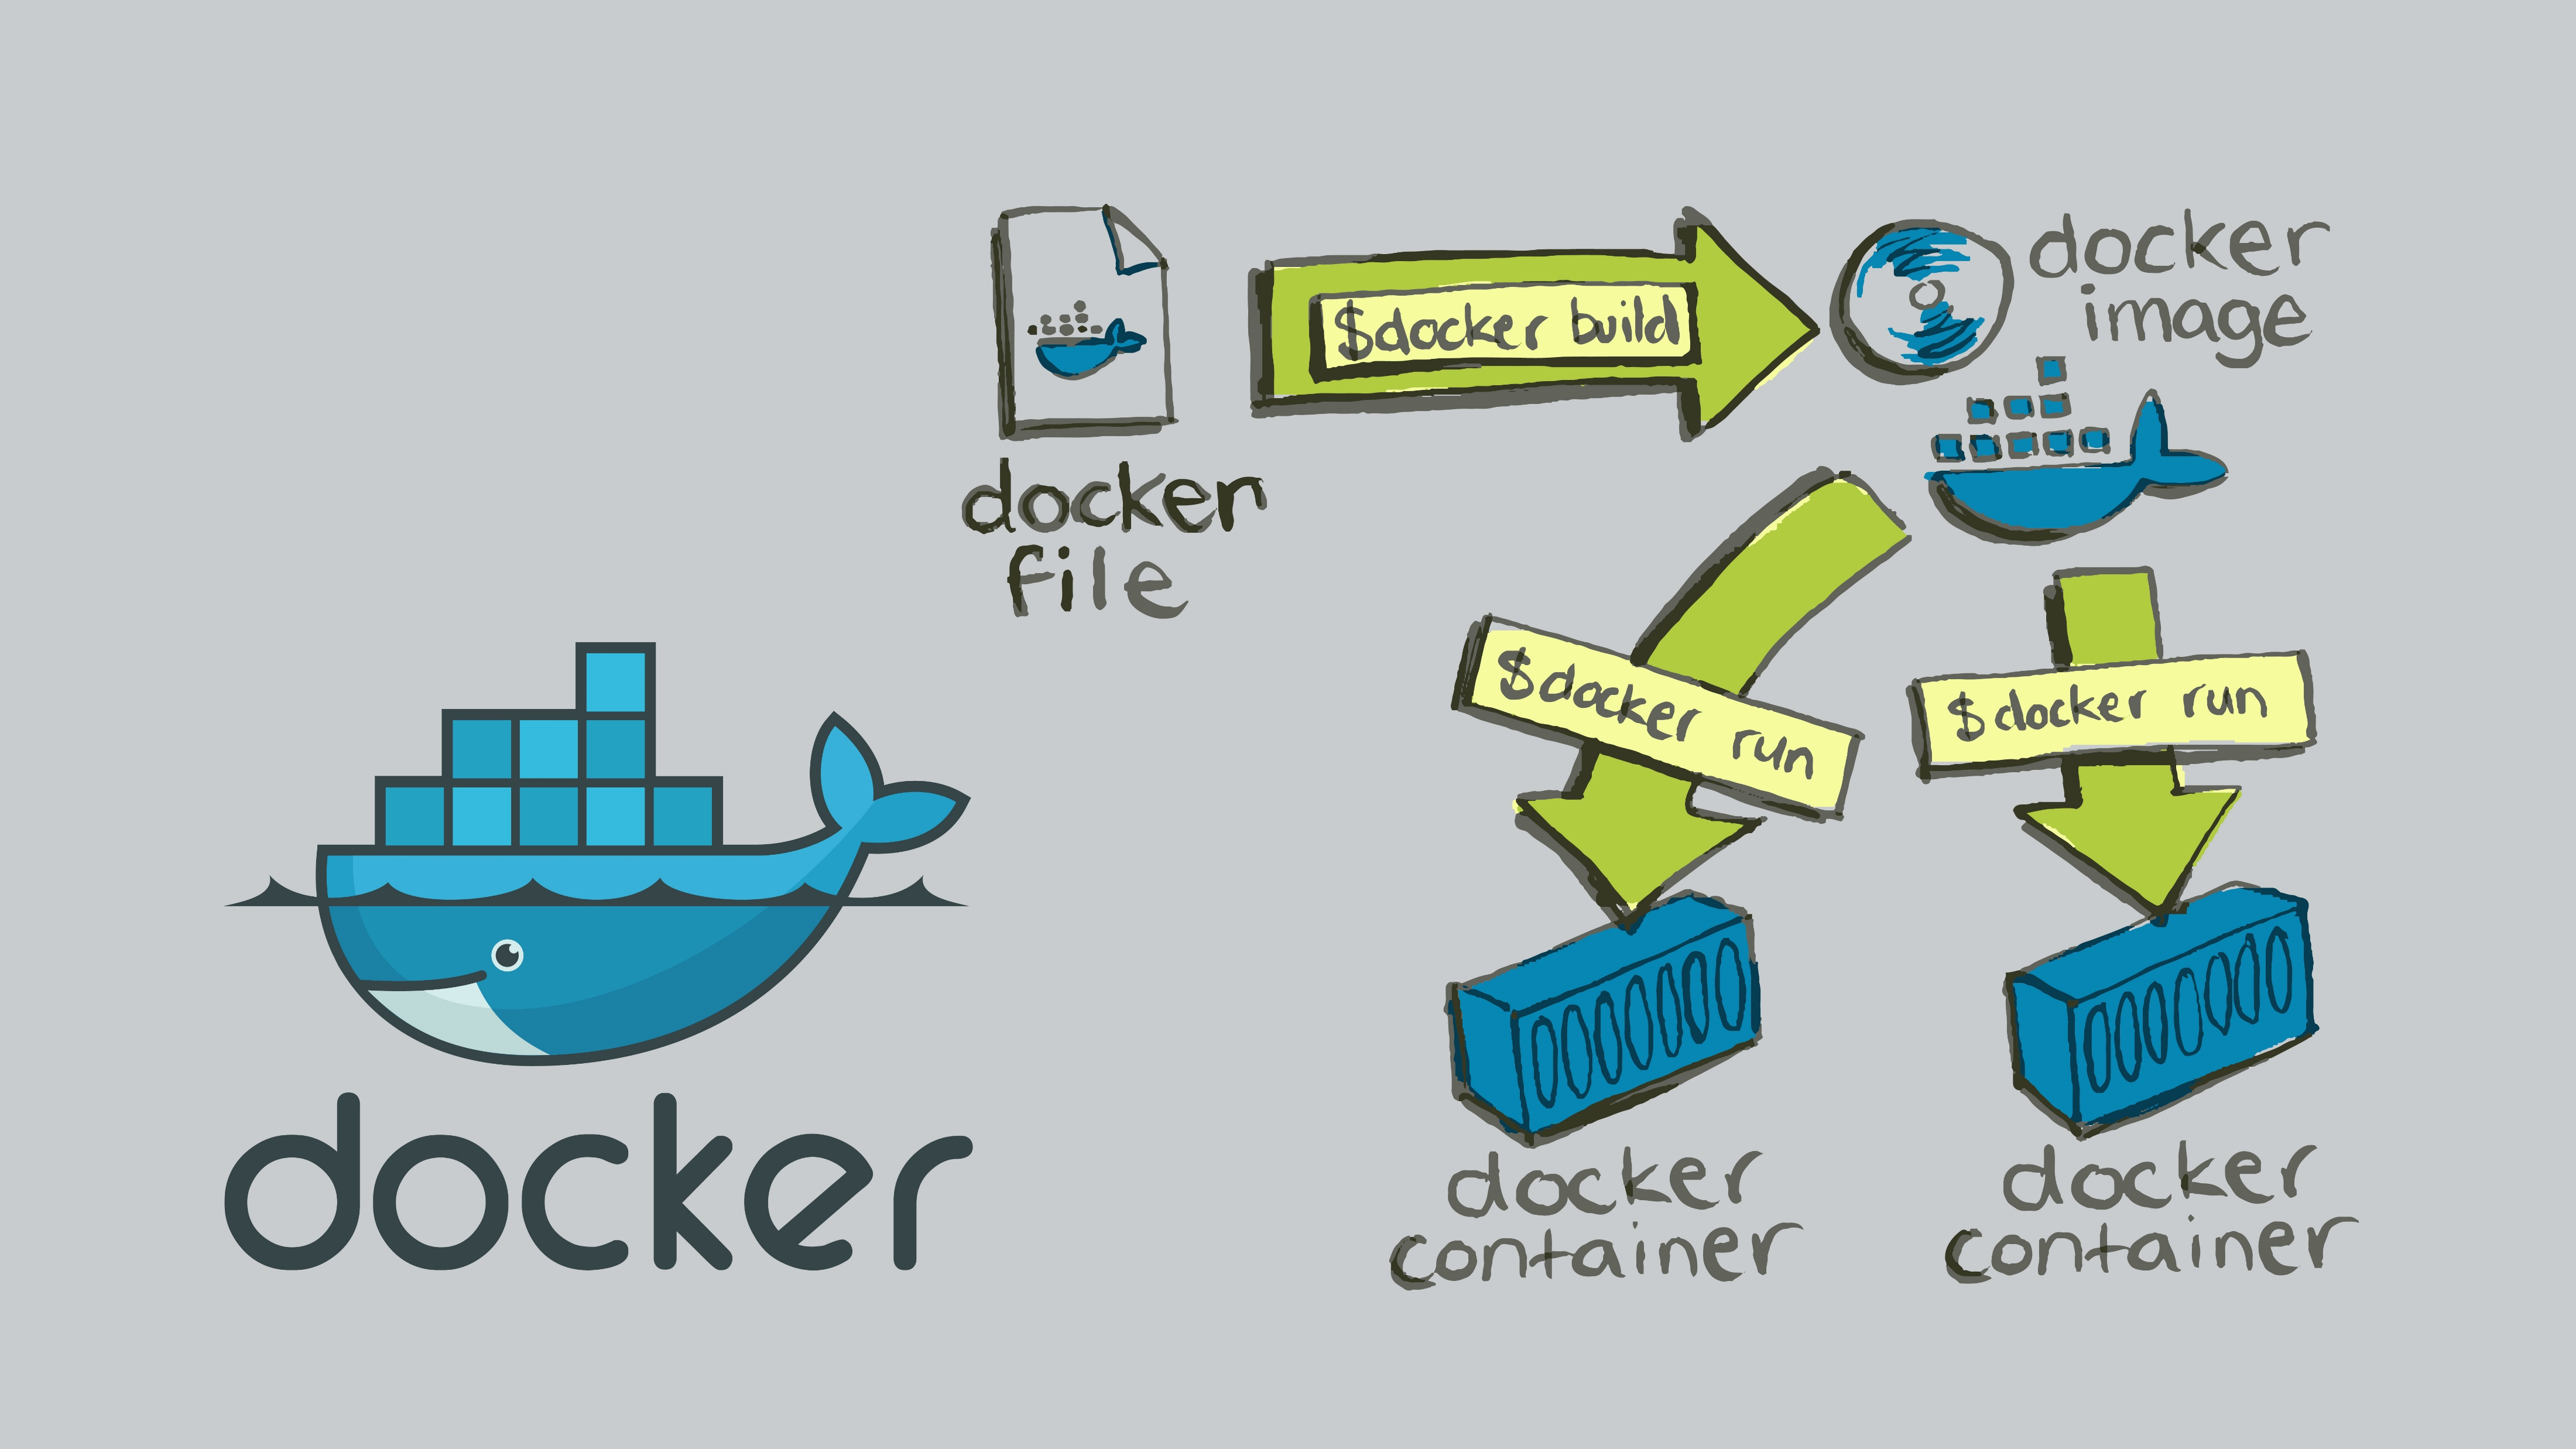 docker
file
$docker build
docker
image
$docker run
$docker run
docker
container
docker
container
docker